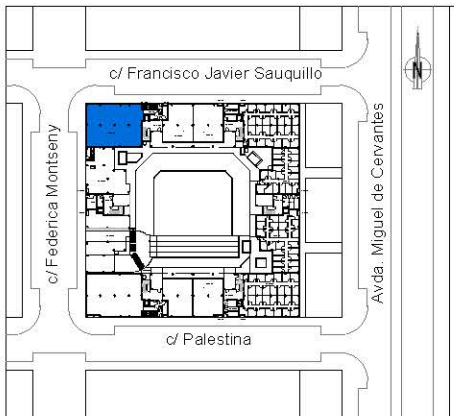 c/ Francisco Javier Sauquillo
N
c/ Federica Montseny
Avda. Miguel de Cervantes
c/ Palestina